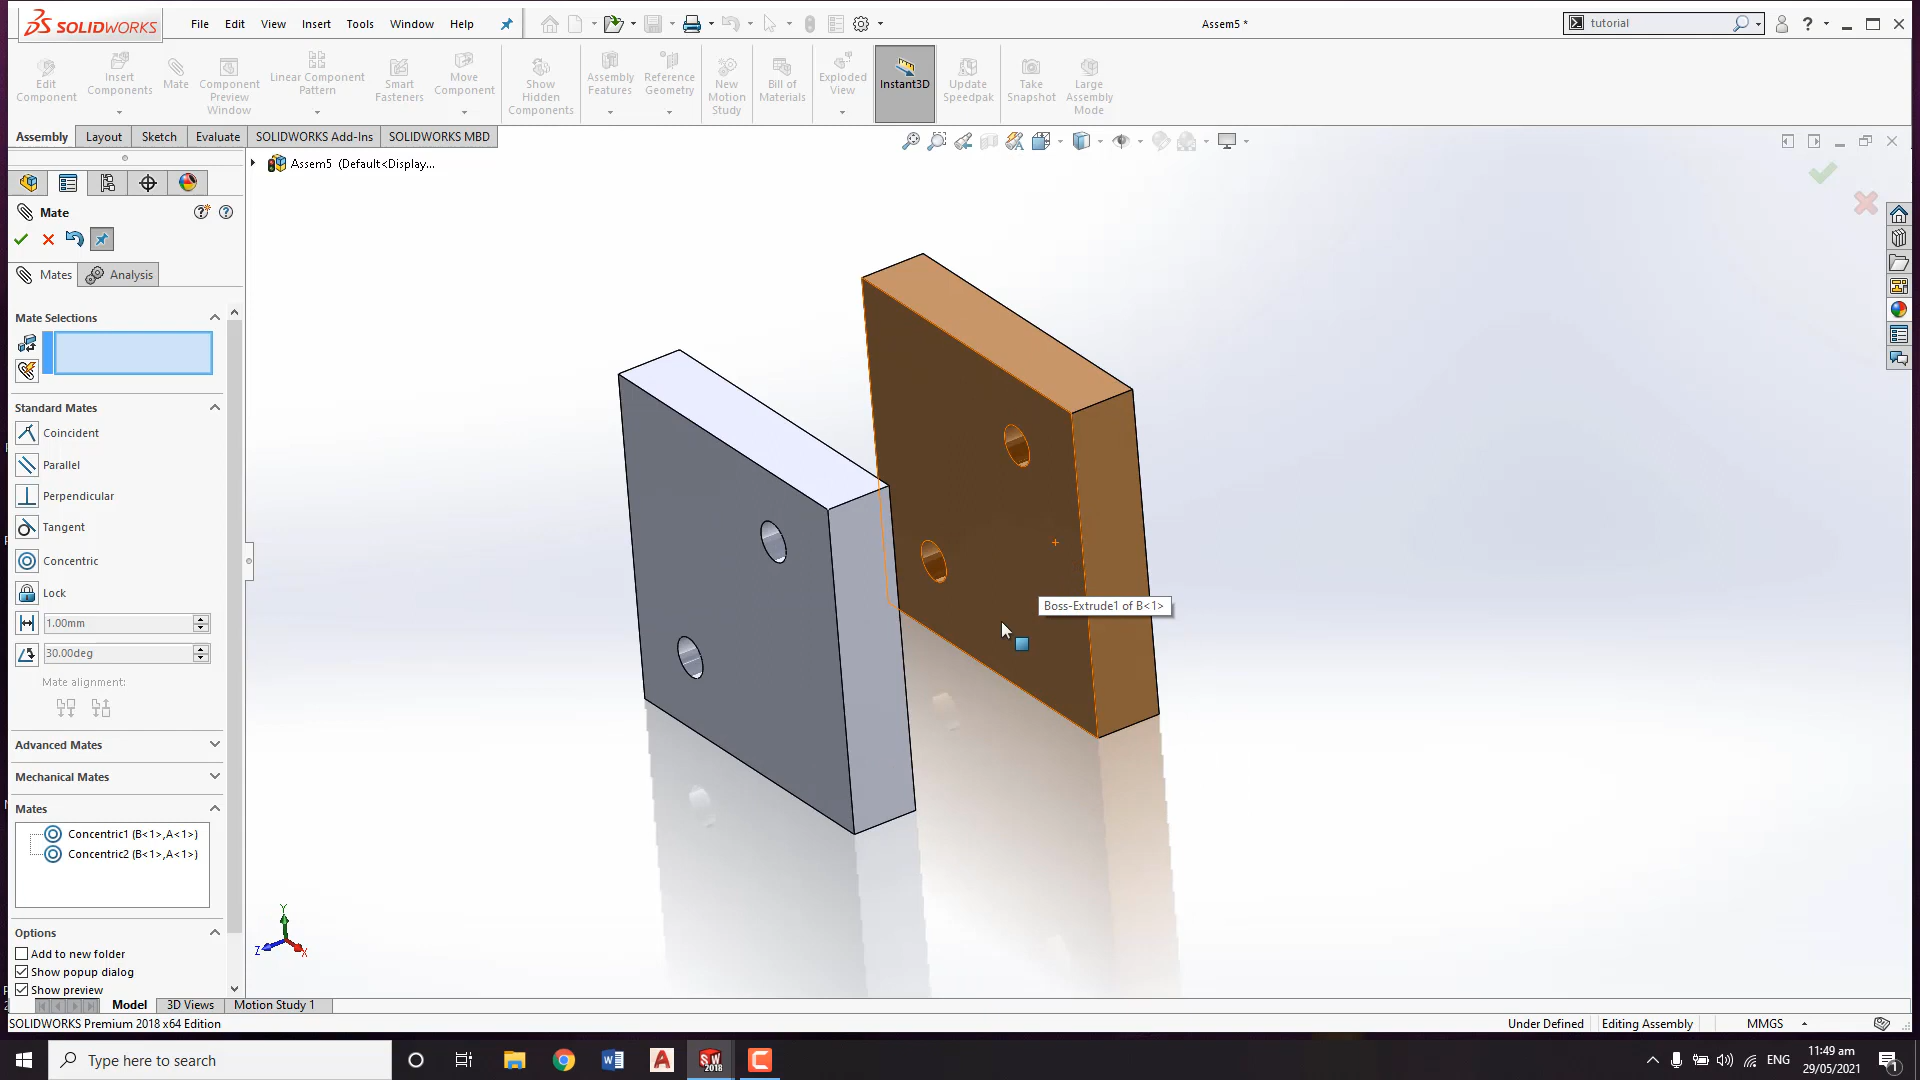 SOLIDWORKS
File Edit View Insert Tools Window Help
Assem5 *
tutorial
Edit Component
Insert Components
Mate
Component Preview Window
Linear Component Pattern
Smart Fasteners
Move Component
Show Hidden Components
Assembly Features
Reference Geometry
New Motion Study
Bill of Materials
Exploded View
Instant3D
Update Speedpak
Take Snapshot
Large Assembly Mode
Assembly Layout Sketch Evaluate SOLIDWORKS Add-Ins SOLIDWORKS MBD
Assem5 (Default<Display...
Mate
Mates Analysis
Mate Selections
Standard Mates
Coincident
Parallel
Perpendicular
Tangent
Concentric
Lock
1.00mm
30.00deg
Mate alignment:
Advanced Mates
Mechanical Mates
Mates
Concentric1 (B<1>,A<1>)
Concentric2 (B<1>,A<1>)
Options
Add to new folder
Show popup dialog
Show preview
Boss-Extrude1 of B<1>
Y
Z
X
Model 3D Views Motion Study 1
SOLIDWORKS Premium 2018 x64 Edition
Under Defined Editing Assembly MMGS
Type here to search
ENG
11:49 am
29/05/2021